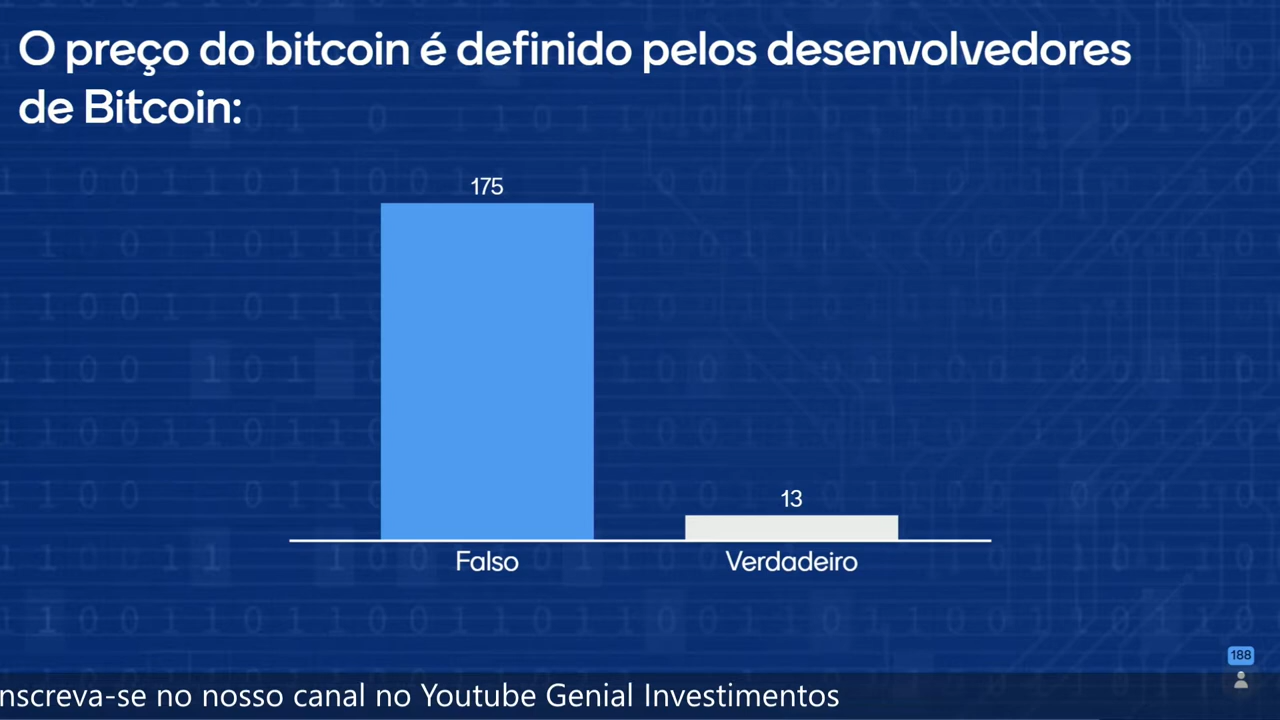 O preço do bitcoin é definido pelos desenvolvedores
de Bitcoin:
175
13
Falso
Verdadeiro
188
nscreva-se no nosso canal no Youtube Genial Investimentos